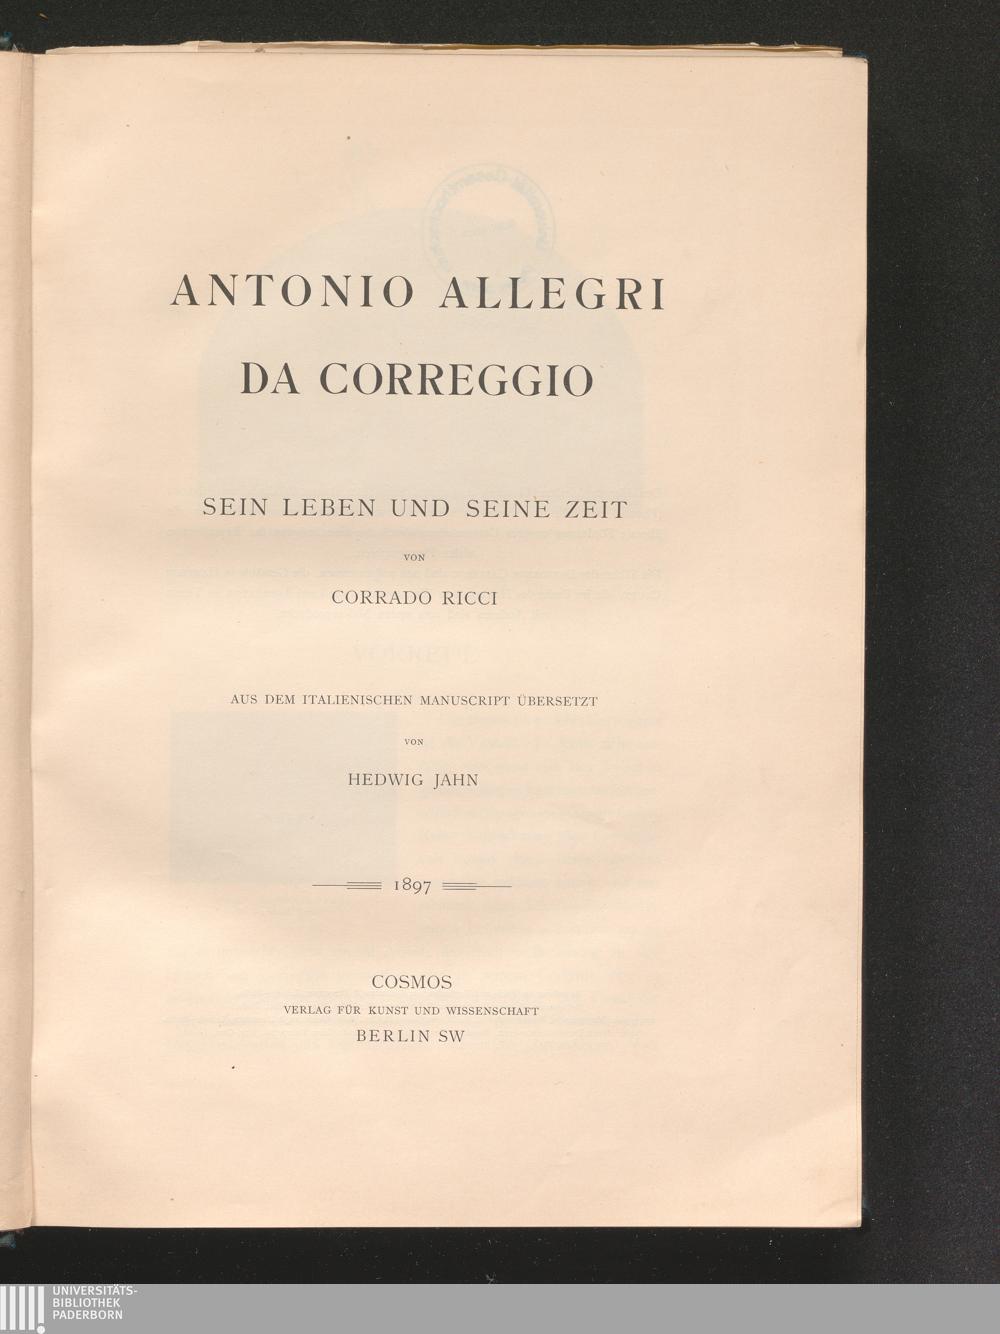 ANTONIO ALLEGRI
DA CORREGGIO
SEIN LEBEN UND SEINE ZEIT
VON
CORRADO RICCI
AUS DEM ITALIENISCHEN MANUSCRIPT ÜBERSETZT
VON
HEDWIG JAHN
1897
COSMOS
VERLAG FÜR KUNST UND WISSENSCHAFT
BERLIN SW
UNIVERSITÄTS-
BIBLIOTHEK
PADERBORN